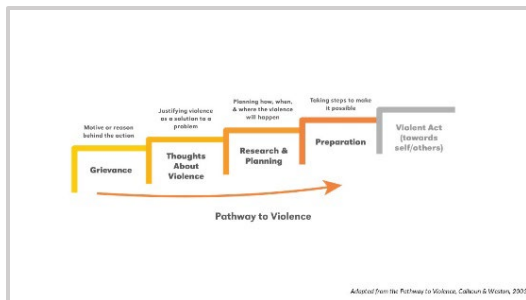 Motive or reason
behind the action
Grievance
Justifying violence
as a solution to a
problem
Thoughts
About
Violence
Planning how, when,
& where the violence
will happen
Research &
Planning
Taking steps to make
it possible
Preparation
Violent Act
(towards
self/others)
Pathway to Violence
Adapted from the Pathway to Violence, Calhoun & Weston,